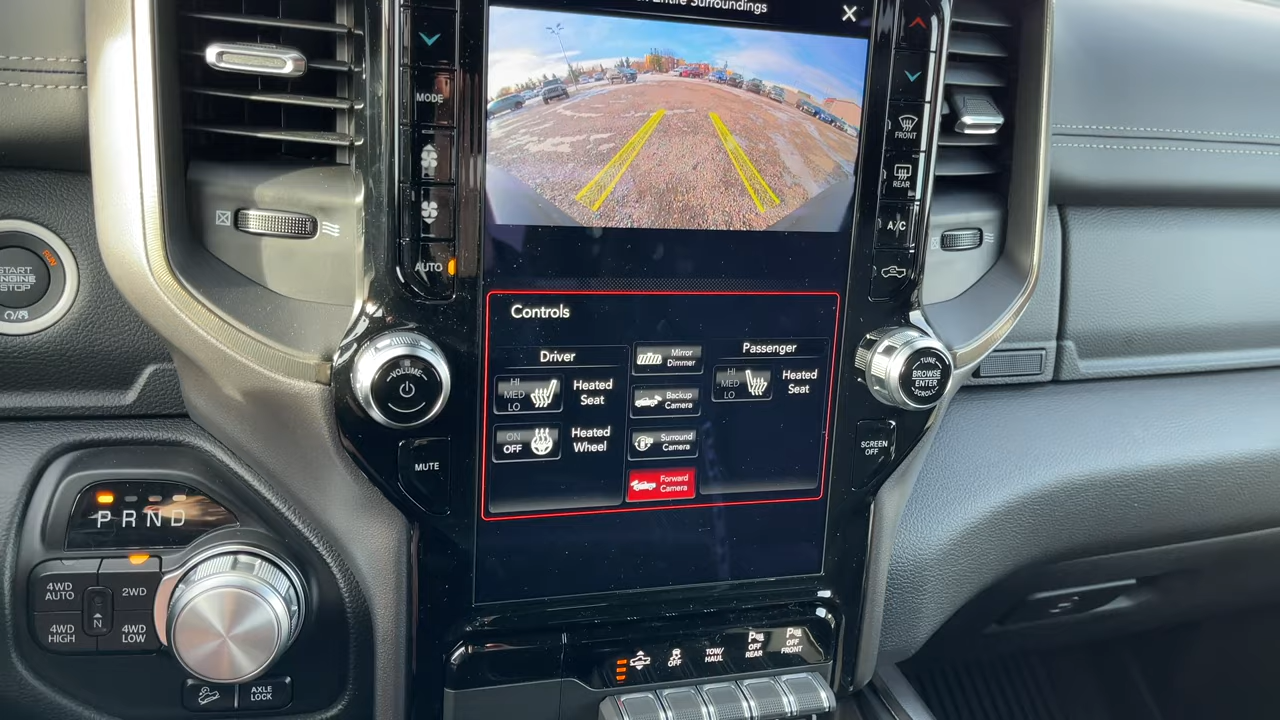 Entire Surroundings
X
MODE
AUTO
FRONT
REAR
A/C
START
ENGINE
STOP
RUN
Controls
Driver
HI
MED
LO
Heated
Seat
ON
OFF
Heated
Wheel
Mirror
Dimmer
Backup
Camera
Surround
Camera
Forward
Camera
Passenger
HI
MED
LO
Heated
Seat
VOLUME
MUTE
TUNE
BROWSE
ENTER
SCROLL
SCREEN
OFF
P R N D
4WD
AUTO
2WD
N
4WD
HIGH
4WD
LOW
AXLE
LOCK
OFF
TOW/
HAUL
P
OFF
REAR
P
OFF
FRONT